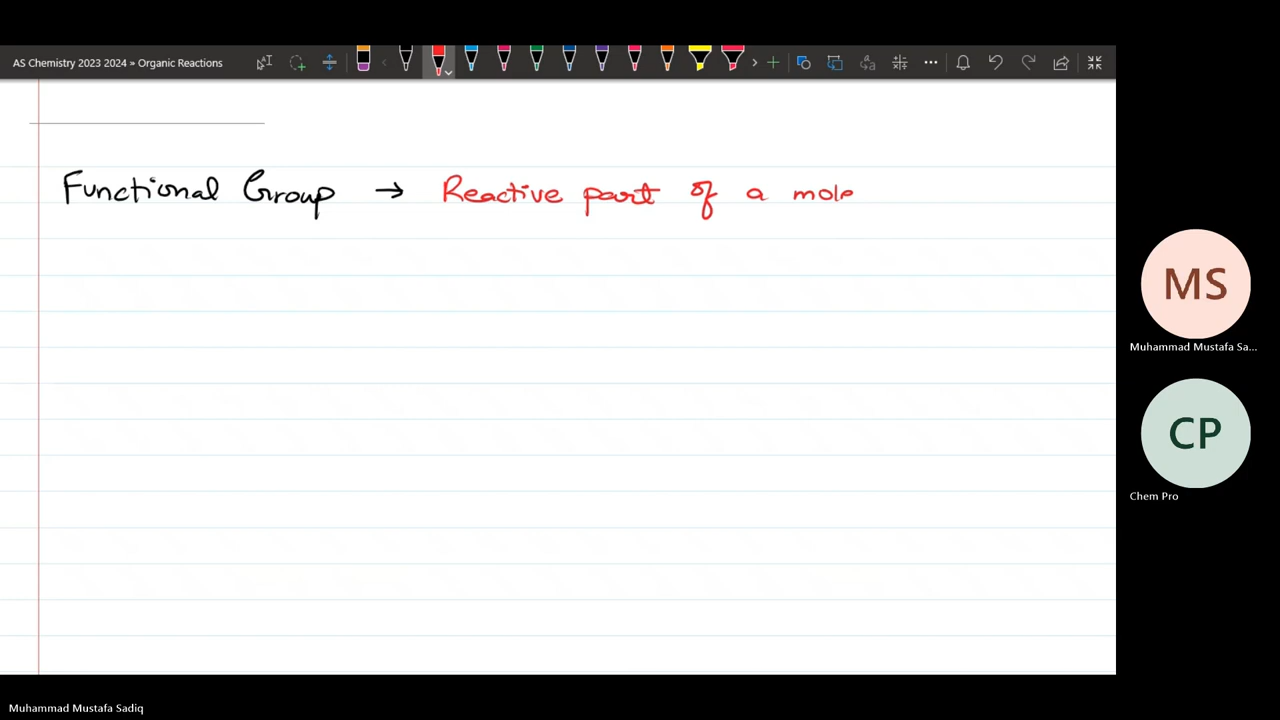 AS Chemistry 2023 2024 » Organic Reactions
Functional Group → Reactive part of a mole
MS
Muhammad Mustafa Sa...
CP
Chem Pro
Muhammad Mustafa Sadiq